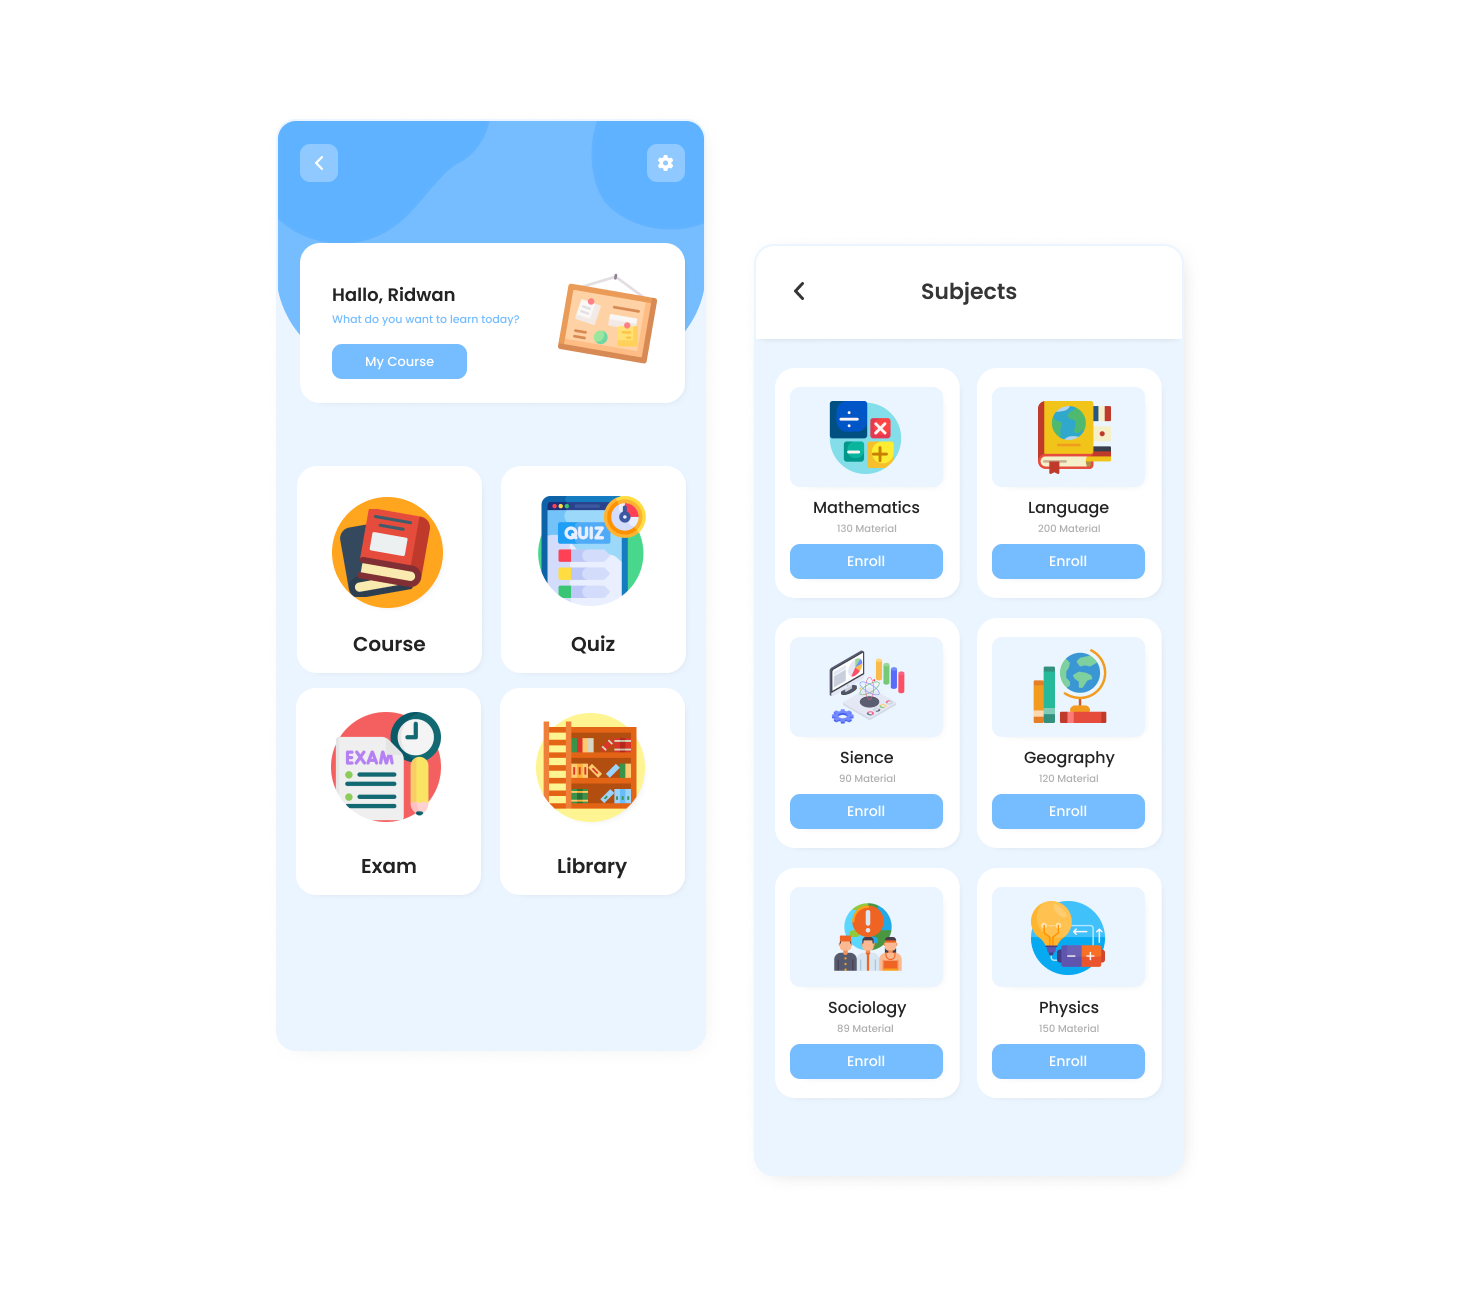 Hallo, Ridwan
What do you want to learn today?
My Course
QUIZ
Course
Quiz
EXAM
Exam
Library
Subjects
Mathematics
130 Material
Enroll
Language
200 Material
Enroll
Sience
90 Material
Enroll
Geography
120 Material
Enroll
Sociology
89 Material
Enroll
Physics
150 Material
Enroll